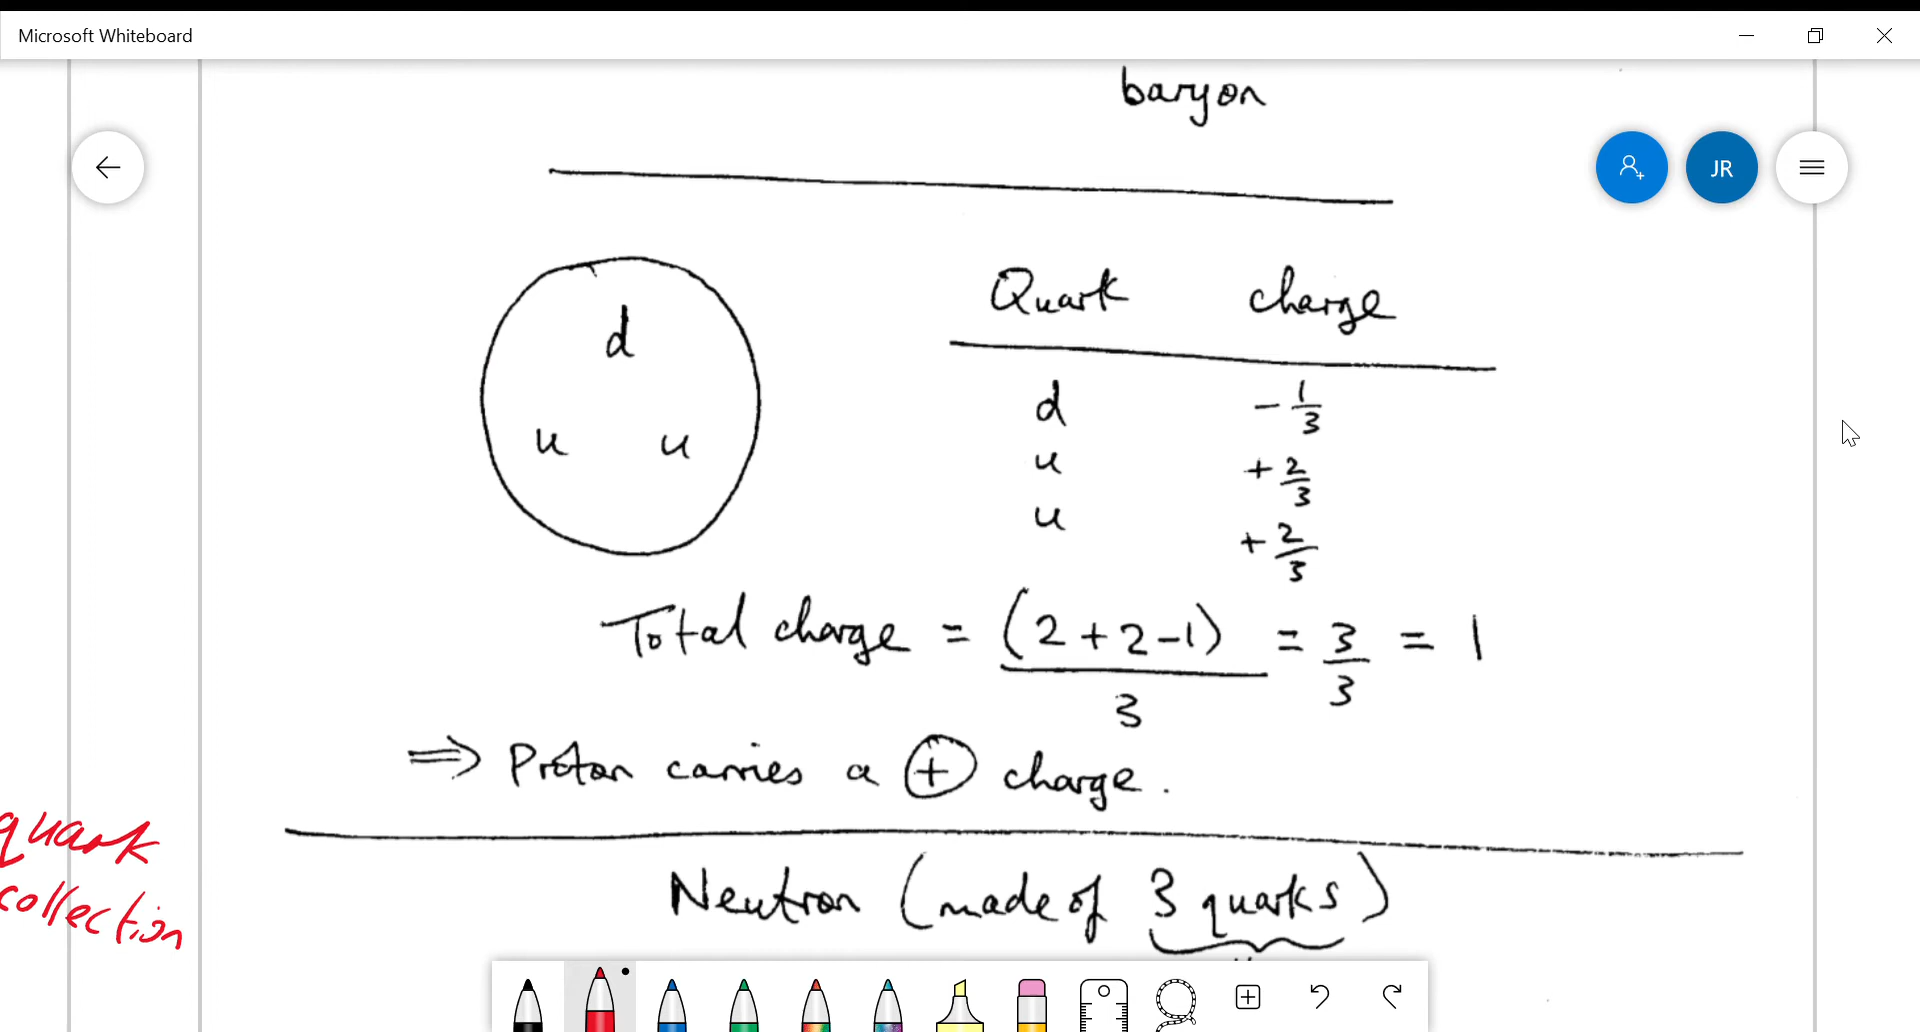 Microsoft Whiteboard
baryon
JR
d
u u
Quark charge
d -1/3
u +2/3
u +2/3
Total charge = (2+2-1)/3 = 3/3 = 1
⇒ Proton carries a ⊕ charge.
quark
collection
Neutron (made of 3 quarks)